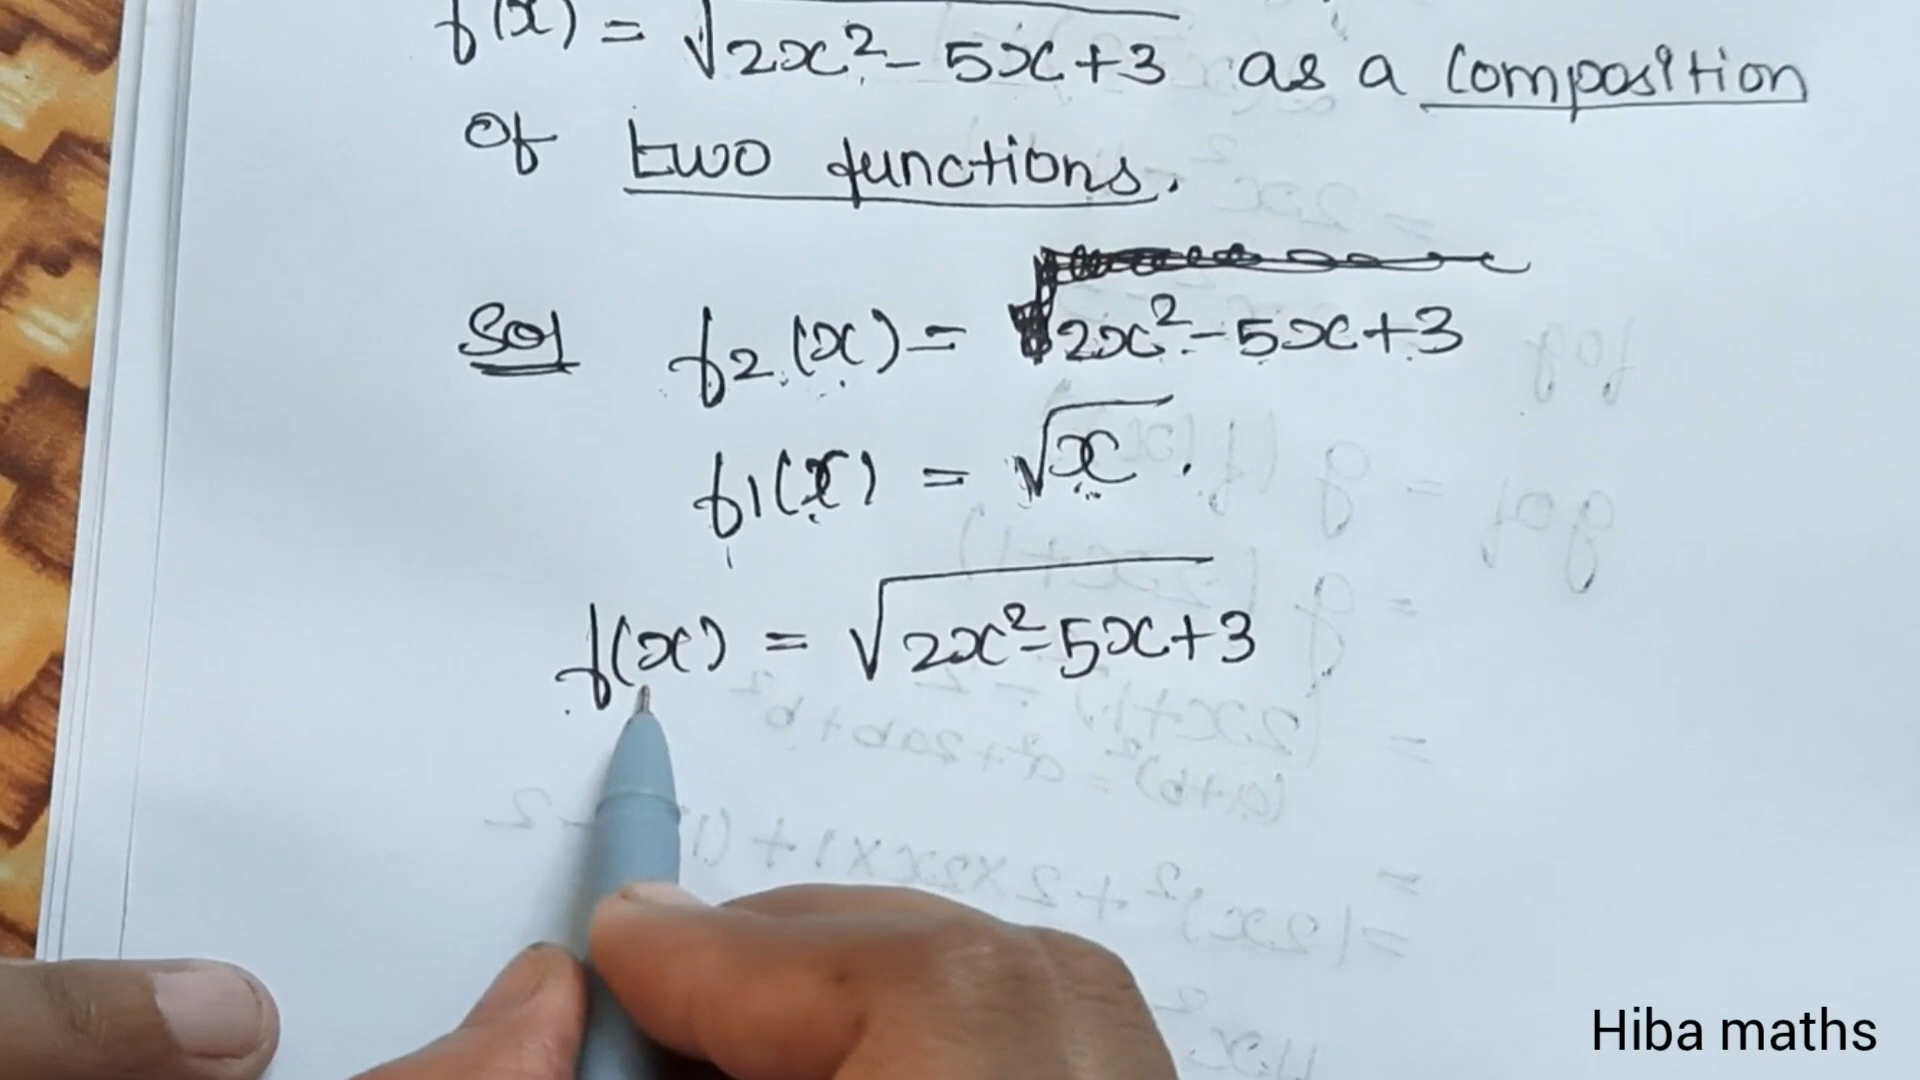 f(x) = √2x²-5x+3 as a composition
of two functions.
Sol f2(x) = 2x²-5x+3
f1(x) = √x.
f(x) = √2x²-5x+3
Hiba maths